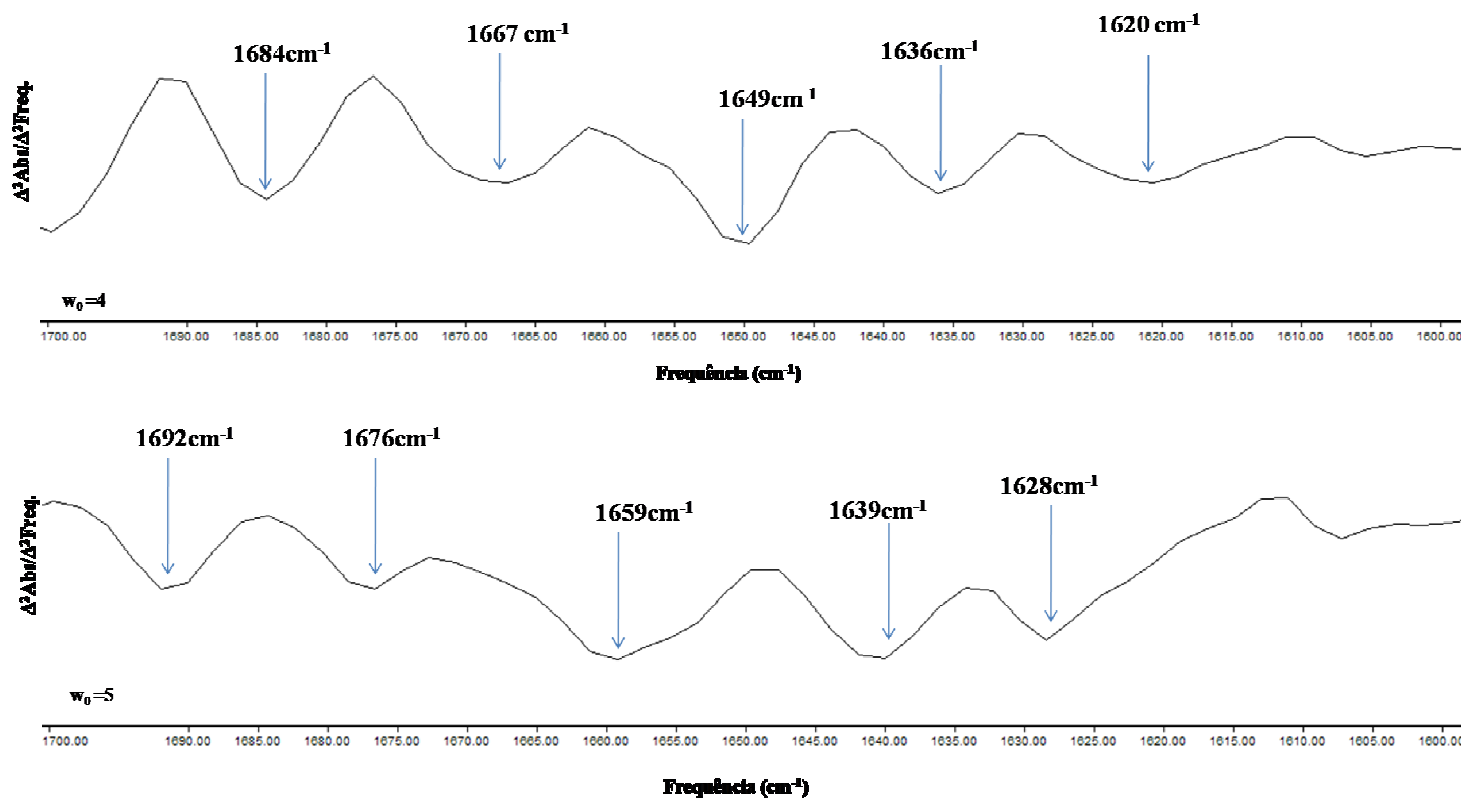 1667 cm⁻¹
1620 cm⁻¹
1684cm⁻¹
1636cm⁻¹
1649cm⁻¹
Δ²Abs/Δ²Freq.
w₀=4
1700.00 1690.00 1685.00 1680.00 1675.00 1670.00 1665.00 1660.00 1655.00 1650.00 1645.00 1640.00 1635.00 1630.00 1625.00 1620.00 1615.00 1610.00 1605.00 1600.00
Frequência (cm⁻¹)
1692cm⁻¹
1676cm⁻¹
1628cm⁻¹
1659cm⁻¹
1639cm⁻¹
Δ²Abs/Δ²Freq.
w₀=5
1700.00 1690.00 1685.00 1680.00 1675.00 1670.00 1665.00 1660.00 1655.00 1650.00 1645.00 1640.00 1635.00 1630.00 1625.00 1620.00 1615.00 1610.00 1605.00 1600.00
Frequência (cm⁻¹)